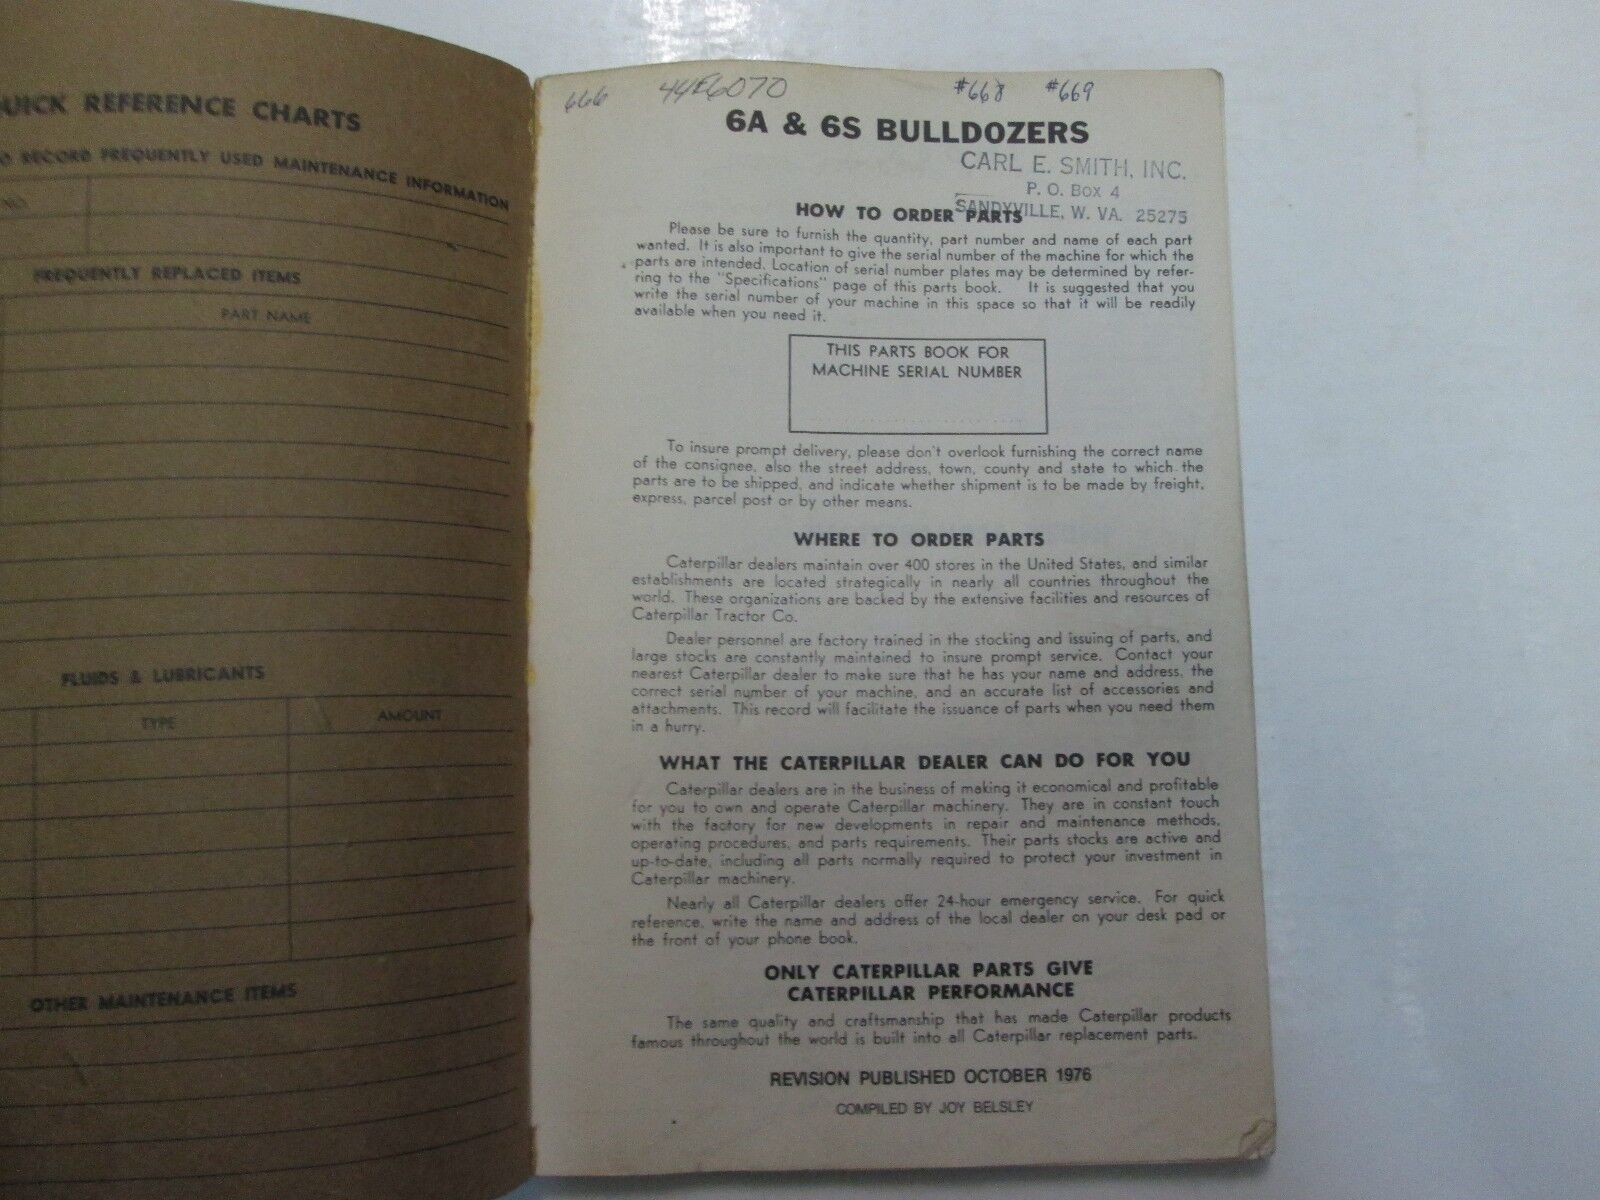 QUICK REFERENCE CHARTS
RECORD FREQUENTLY USED MAINTENANCE INFORMATION
NO.
FREQUENTLY REPLACED ITEMS
PART NAME
FLUIDS & LUBRICANTS
TYPE AMOUNT
OTHER MAINTENANCE ITEMS
666 44E6070 #668 #669
6A & 6S BULLDOZERS
CARL E. SMITH, INC.
P. O. Box 4
SANDYVILLE, W. VA. 25275
HOW TO ORDER PARTS
Please be sure to furnish the quantity, part number and name of each part
wanted. It is also important to give the serial number of the machine for which the
parts are intended. Location of serial number plates may be determined by refer-
ring to the "Specifications" page of this parts book. It is suggested that you
write the serial number of your machine in this space so that it will be readily
available when you need it.
THIS PARTS BOOK FOR
MACHINE SERIAL NUMBER
To insure prompt delivery, please don't overlook furnishing the correct name
of the consignee, also the street address, town, county and state to which the
parts are to be shipped, and indicate whether shipment is to be made by freight,
express, parcel post or by other means.
WHERE TO ORDER PARTS
Caterpillar dealers maintain over 400 stores in the United States, and similar
establishments are located strategically in nearly all countries throughout the
world. These organizations are backed by the extensive facilities and resources of
Caterpillar Tractor Co.
Dealer personnel are factory trained in the stocking and issuing of parts, and
large stocks are constantly maintained to insure prompt service. Contact your
nearest Caterpillar dealer to make sure that he has your name and address, the
correct serial number of your machine, and an accurate list of accessories and
attachments. This record will facilitate the issuance of parts when you need them
in a hurry.
WHAT THE CATERPILLAR DEALER CAN DO FOR YOU
Caterpillar dealers are in the business of making it economical and profitable
for you to own and operate Caterpillar machinery. They are in constant touch
with the factory for new developments in repair and maintenance methods,
operating procedures, and parts requirements. Their parts stocks are active and
up-to-date, including all parts normally required to protect your investment in
Caterpillar machinery.
Nearly all Caterpillar dealers offer 24-hour emergency service. For quick
reference, write the name and address of the local dealer on your desk pad or
the front of your phone book.
ONLY CATERPILLAR PARTS GIVE
CATERPILLAR PERFORMANCE
The same quality and craftsmanship that has made Caterpillar products
famous throughout the world is built into all Caterpillar replacement parts.
REVISION PUBLISHED OCTOBER 1976
COMPILED BY JOY BELSLEY